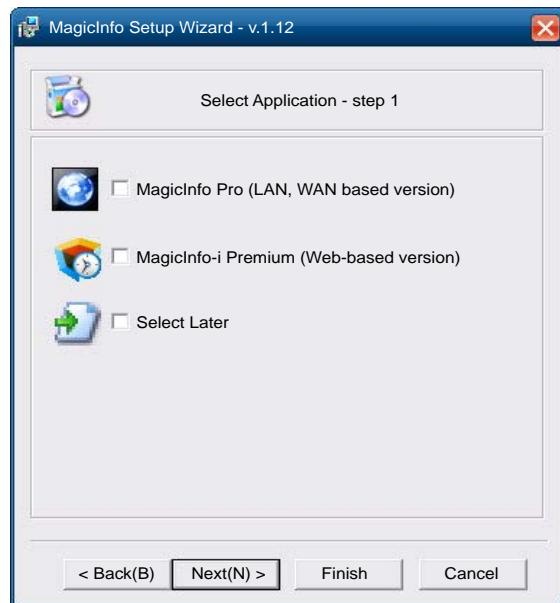 MagicInfo Setup Wizard - v.1.12
Select Application - step 1
MagicInfo Pro (LAN, WAN based version)
MagicInfo-i Premium (Web-based version)
Select Later
< Back(B) Next(N) > Finish Cancel